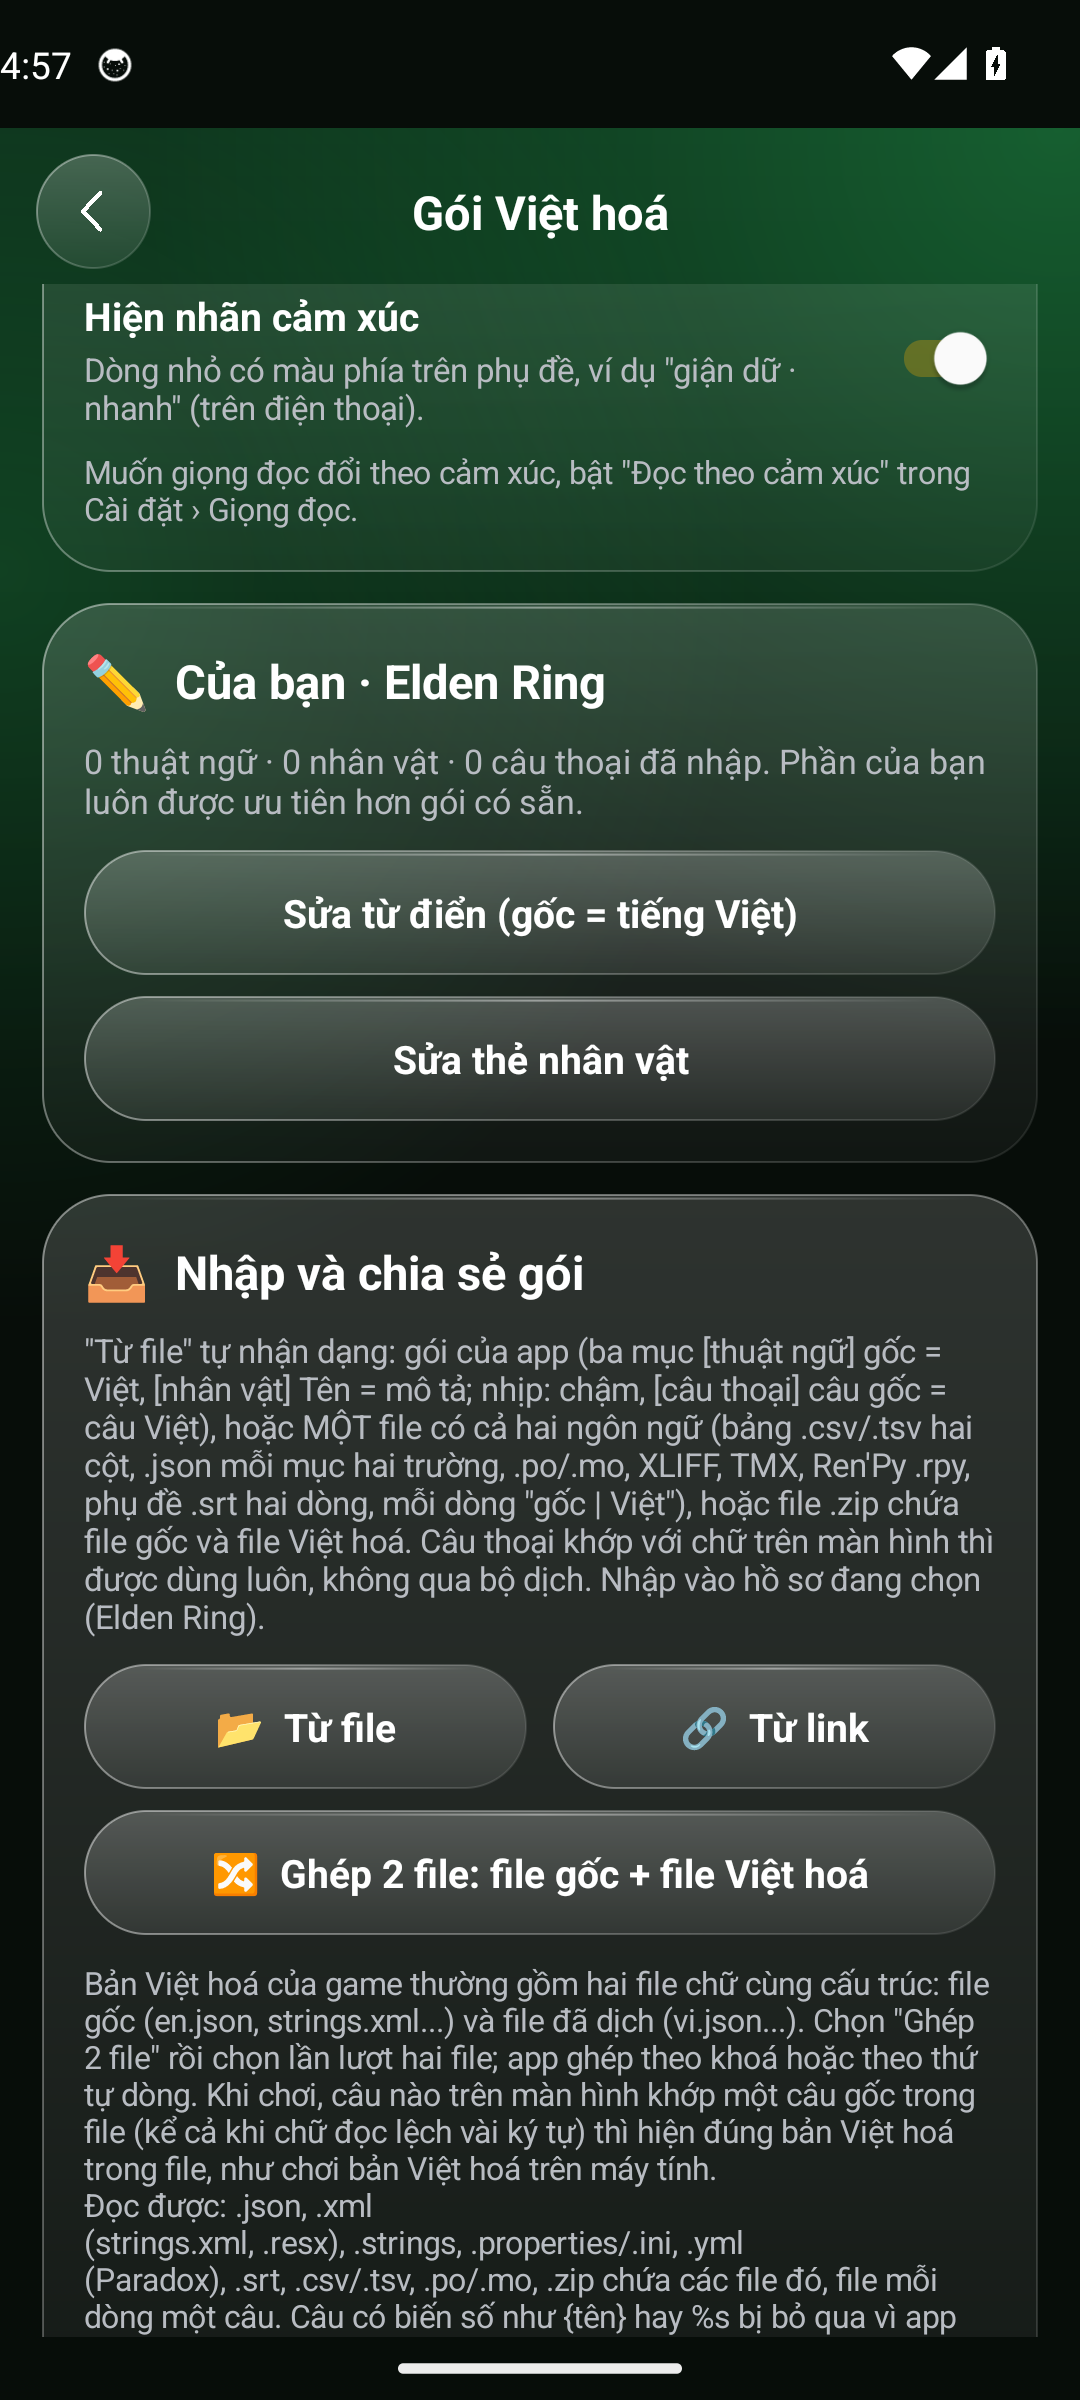 4:57
Gói Việt hoá
Hiện nhãn cảm xúc
Dòng nhỏ có màu phía trên phụ đề, ví dụ "giận dữ ·
nhanh" (trên điện thoại).
Muốn giọng đọc đổi theo cảm xúc, bật "Đọc theo cảm xúc" trong
Cài đặt › Giọng đọc.
Của bạn · Elden Ring
0 thuật ngữ · 0 nhân vật · 0 câu thoại đã nhập. Phần của bạn
luôn được ưu tiên hơn gói có sẵn.
Sửa từ điển (gốc = tiếng Việt)
Sửa thẻ nhân vật
Nhập và chia sẻ gói
"Từ file" tự nhận dạng: gói của app (ba mục [thuật ngữ] gốc =
Việt, [nhân vật] Tên = mô tả; nhịp: chậm, [câu thoại] câu gốc =
câu Việt), hoặc MỘT file có cả hai ngôn ngữ (bảng .csv/.tsv hai
cột, .json mỗi mục hai trường, .po/.mo, XLIFF, TMX, Ren'Py .rpy,
phụ đề .srt hai dòng, mỗi dòng "gốc | Việt"), hoặc file .zip chứa
file gốc và file Việt hoá. Câu thoại khớp với chữ trên màn hình thì
được dùng luôn, không qua bộ dịch. Nhập vào hồ sơ đang chọn
(Elden Ring).
Từ file
Từ link
Ghép 2 file: file gốc + file Việt hoá
Bản Việt hoá của game thường gồm hai file chữ cùng cấu trúc: file
gốc (en.json, strings.xml...) và file đã dịch (vi.json...). Chọn "Ghép
2 file" rồi chọn lần lượt hai file; app ghép theo khoá hoặc theo thứ
tự dòng. Khi chơi, câu nào trên màn hình khớp một câu gốc trong
file (kể cả khi chữ đọc lệch vài ký tự) thì hiện đúng bản Việt hoá
trong file, như chơi bản Việt hoá trên máy tính.
Đọc được: .json, .xml
(strings.xml, .resx), .strings, .properties/.ini, .yml
(Paradox), .srt, .csv/.tsv, .po/.mo, .zip chứa các file đó, file mỗi
dòng một câu. Câu có biến số như {tên} hay %s bị bỏ qua vì app